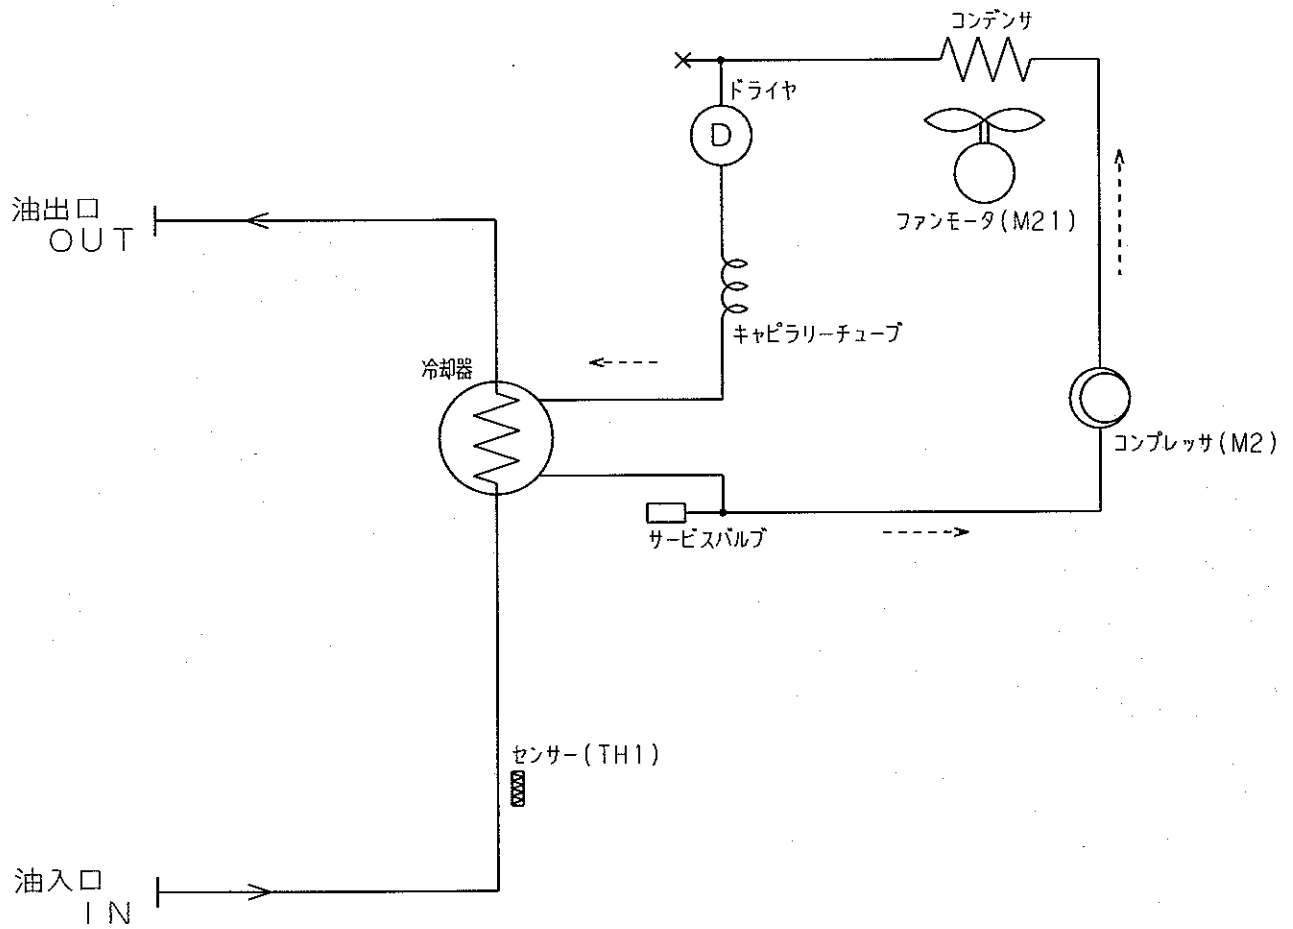 コンデンサ
ドライヤ
D
ファンモータ(M21)
油出口
OUT
キャピラリーチューブ
冷却器
コンプレッサ(M2)
サービスバルブ
センサー(TH1)
油入口
IN